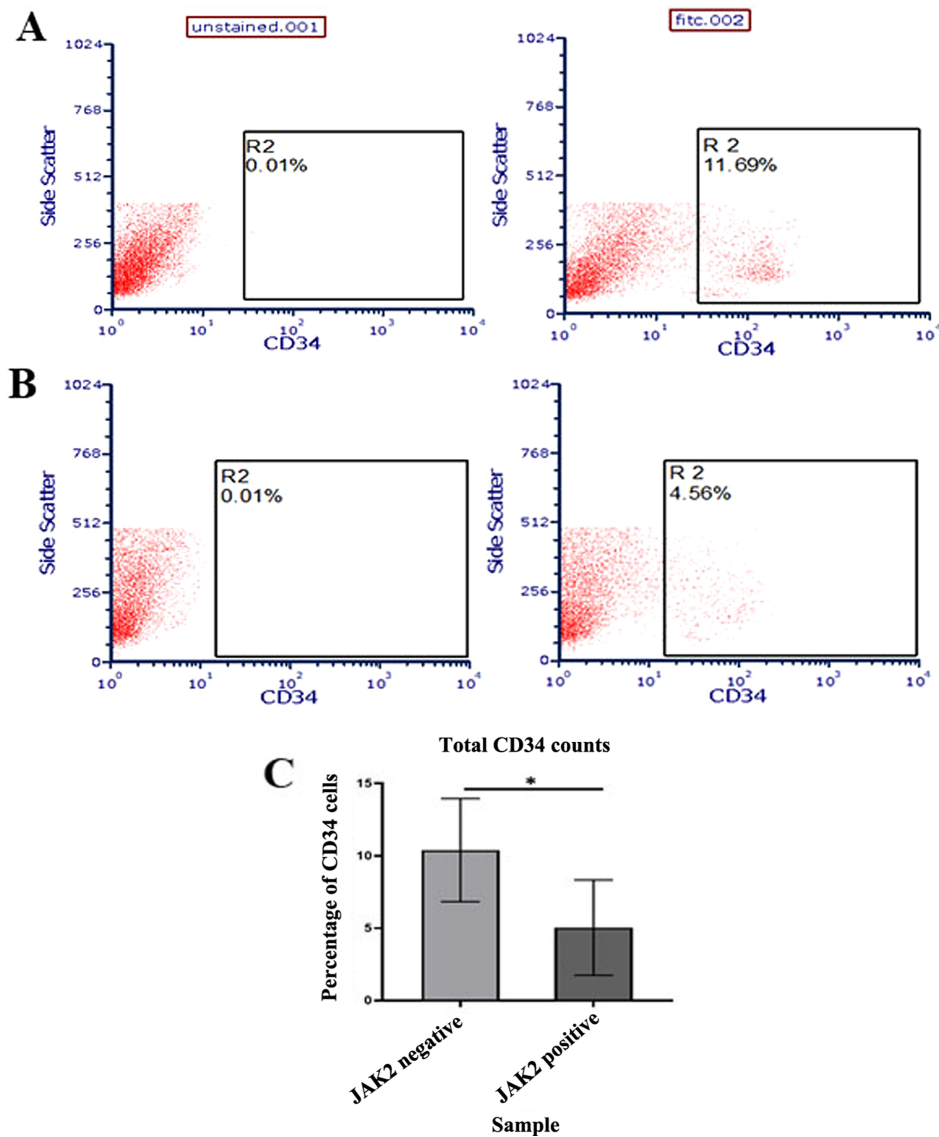 A
unstained.001
1024
768
512
256
0
Side Scatter
R2
0.01%
10⁰ 10¹ 10² 10³ 10⁴
CD34
fitc.002
1024
768
512
256
0
Side Scatter
R 2
11.69%
10⁰ 10¹ 10² 10³ 10⁴
CD34
B
1024
768
512
256
0
Side Scatter
R2
0.01%
10⁰ 10¹ 10² 10³ 10⁴
CD34
1024
768
512
256
0
Side Scatter
R 2
4.56%
10⁰ 10¹ 10² 10³ 10⁴
CD34
C
Total CD34 counts
Percentage of CD34 cells
15
10
5
0
*
JAK2 negative
JAK2 positive
Sample